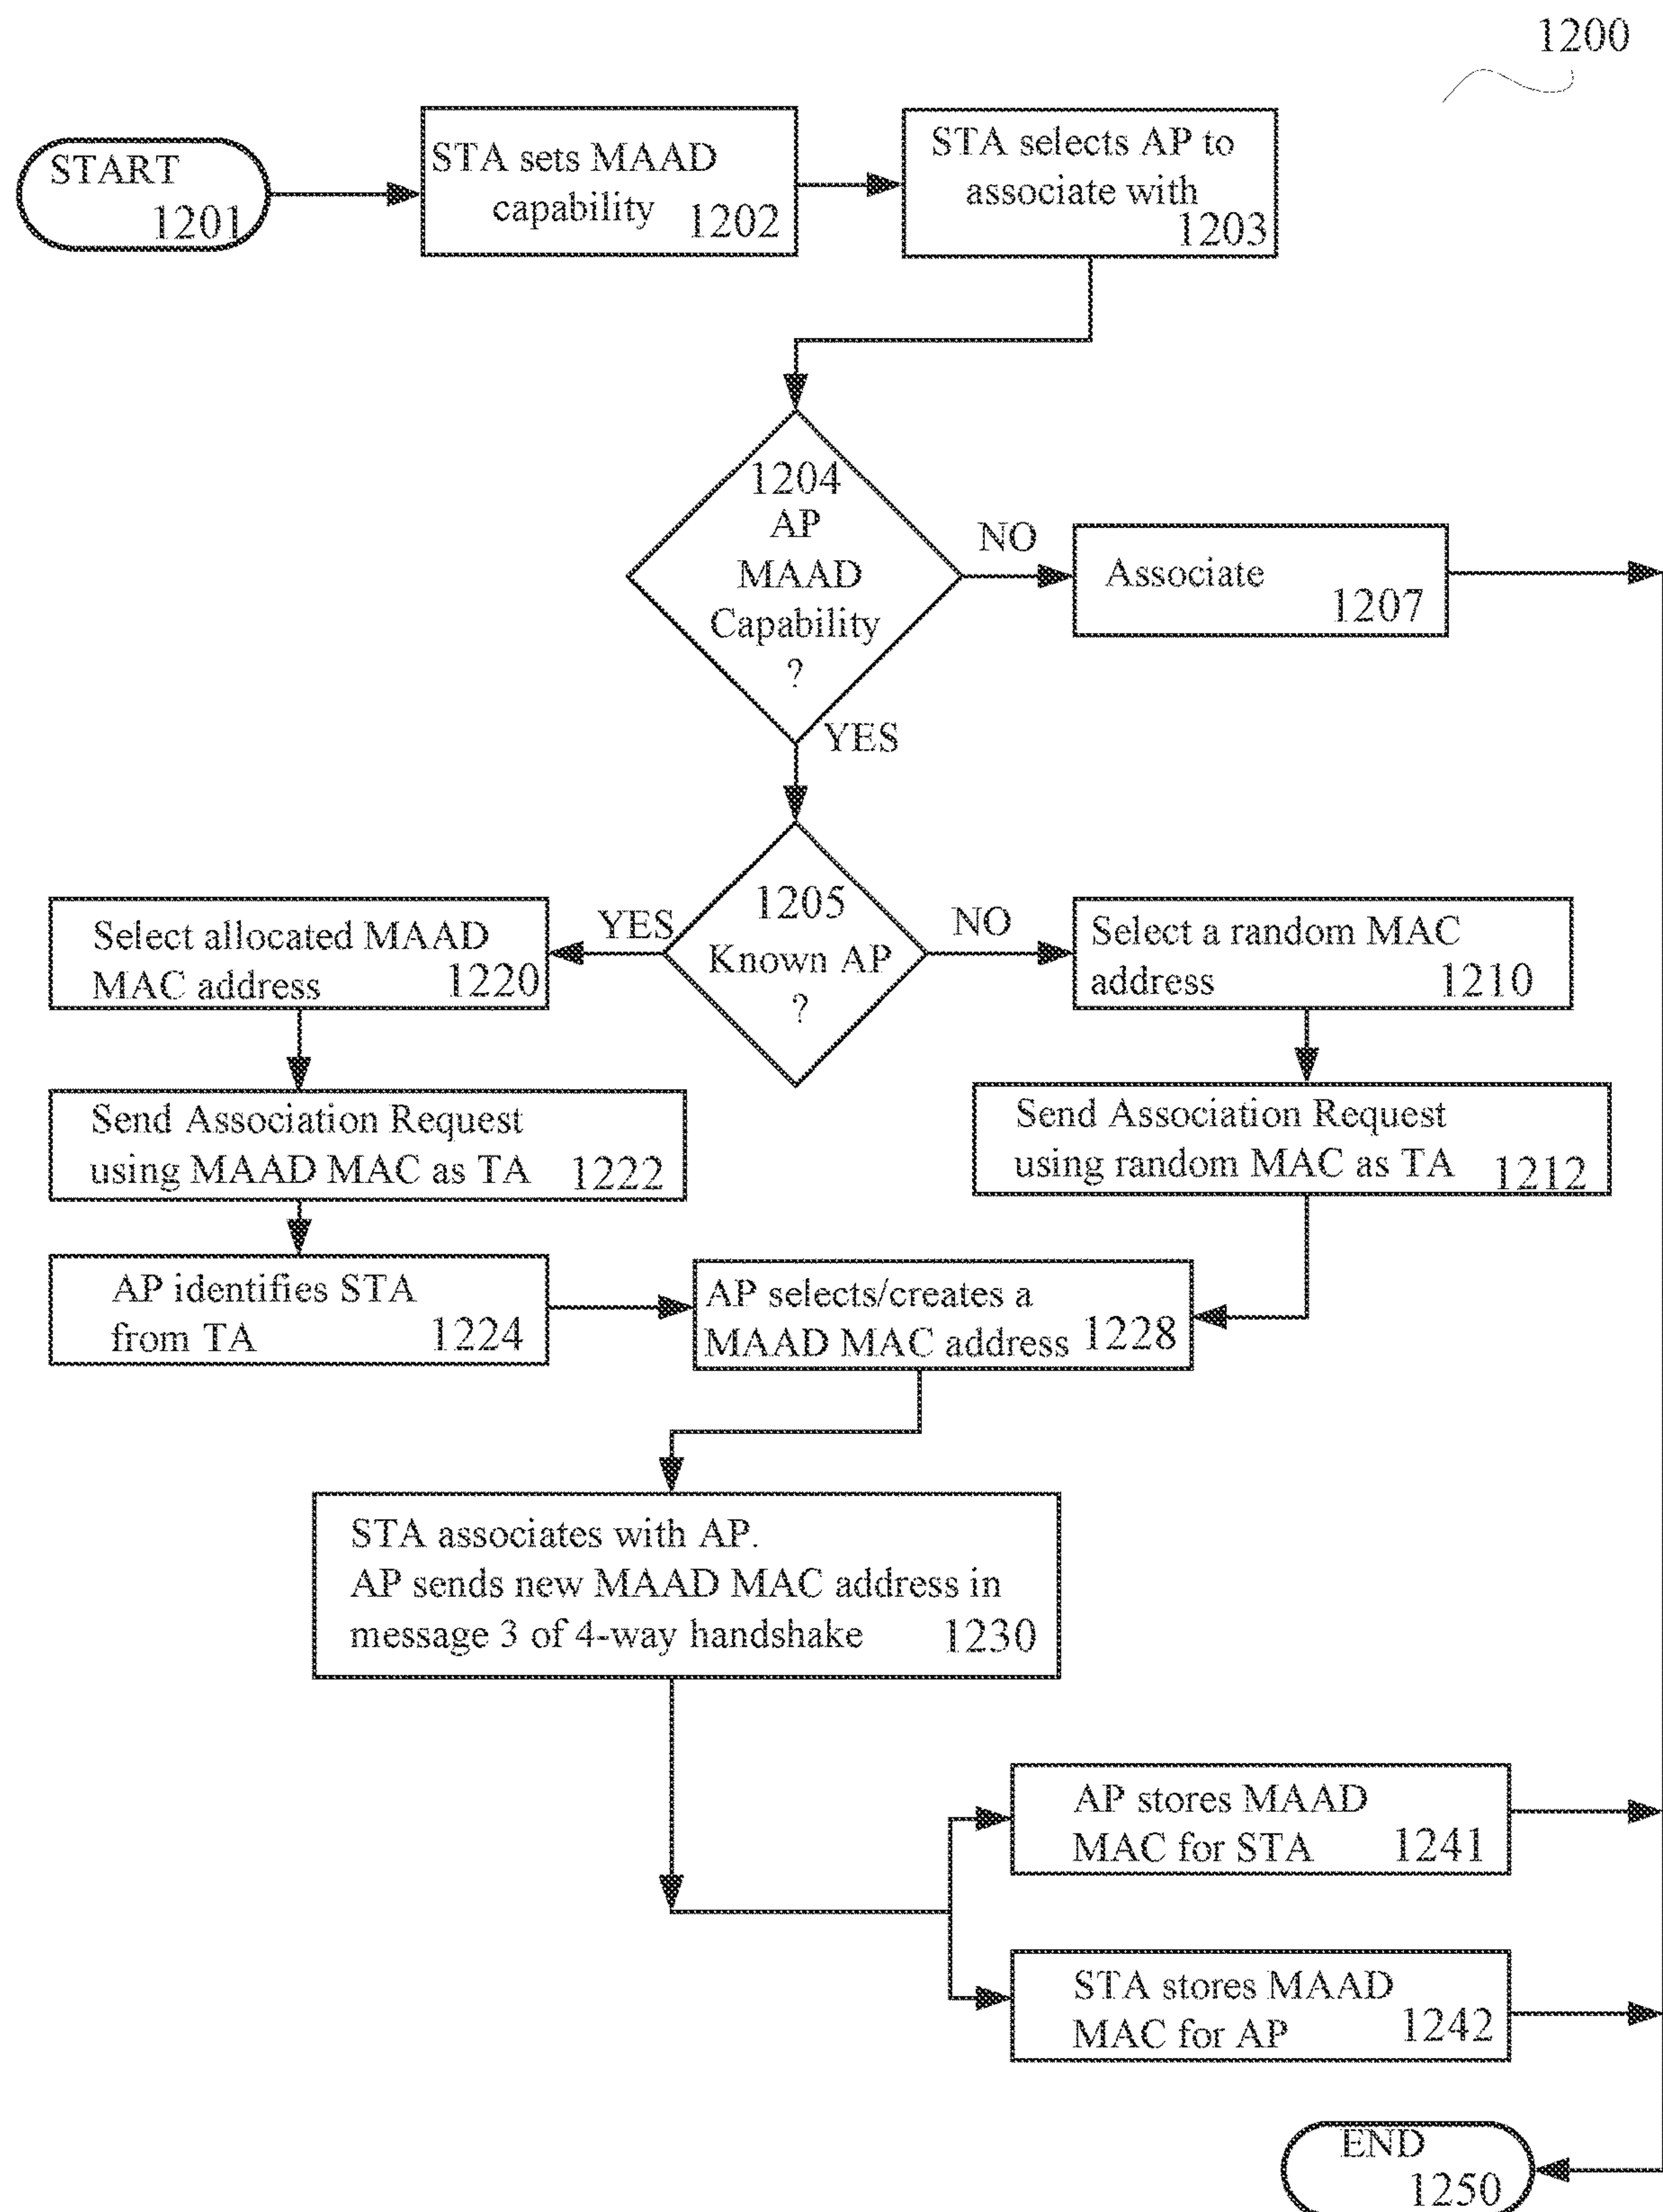 1200
START
1201
STA sets MAAD
capability 1202
STA selects AP to
associate with
1203
1204
AP
MAAD
Capability
?
NO
Associate
1207
YES
1205
Known AP
?
YES
NO
Select allocated MAAD
MAC address 1220
Select a random MAC
address 1210
Send Association Request
using MAAD MAC as TA 1222
Send Association Request
using random MAC as TA 1212
AP identifies STA
from TA 1224
AP selects/creates a
MAAD MAC address 1228
STA associates with AP.
AP sends new MAAD MAC address in
message 3 of 4-way handshake 1230
AP stores MAAD
MAC for STA 1241
STA stores MAAD
MAC for AP 1242
END
1250